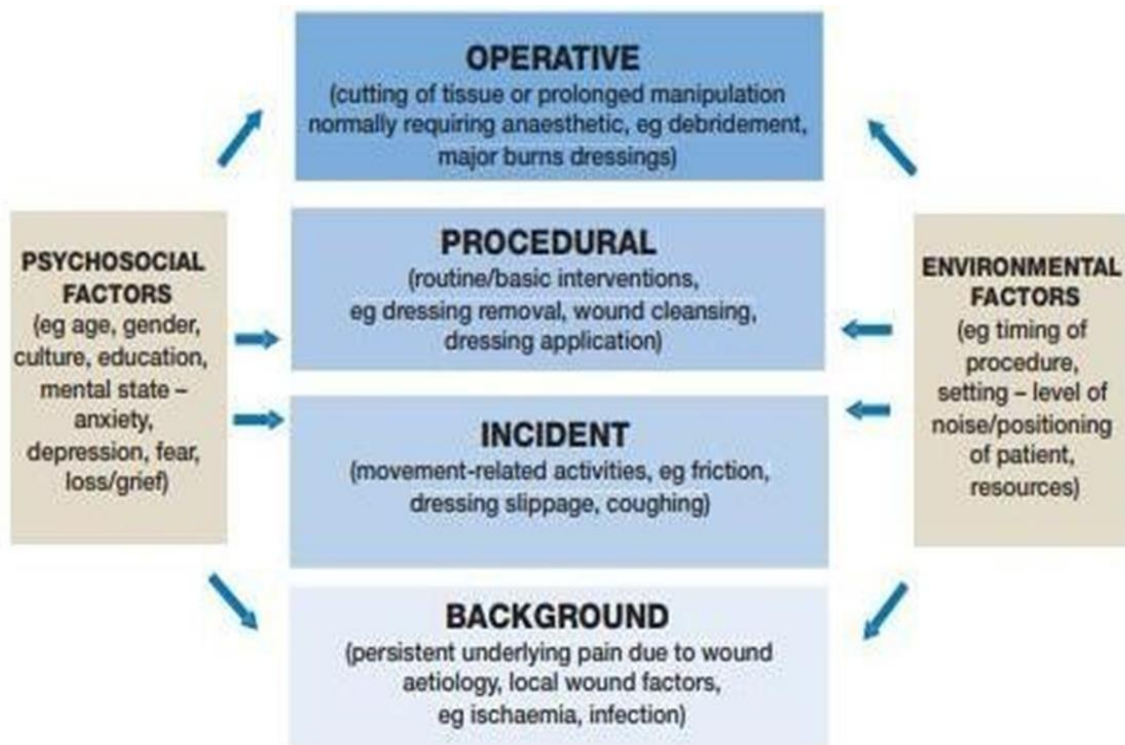 OPERATIVE
(cutting of tissue or prolonged manipulation
normally requiring anaesthetic, eg debridement,
major burns dressings)
PSYCHOSOCIAL
FACTORS
(eg age, gender,
culture, education,
mental state –
anxiety,
depression, fear,
loss/grief)
PROCEDURAL
(routine/basic interventions,
eg dressing removal, wound cleansing,
dressing application)
INCIDENT
(movement-related activities, eg friction,
dressing slippage, coughing)
ENVIRONMENTAL
FACTORS
(eg timing of
procedure,
setting – level of
noise/positioning
of patient,
resources)
BACKGROUND
(persistent underlying pain due to wound
aetiology, local wound factors,
eg ischaemia, infection)